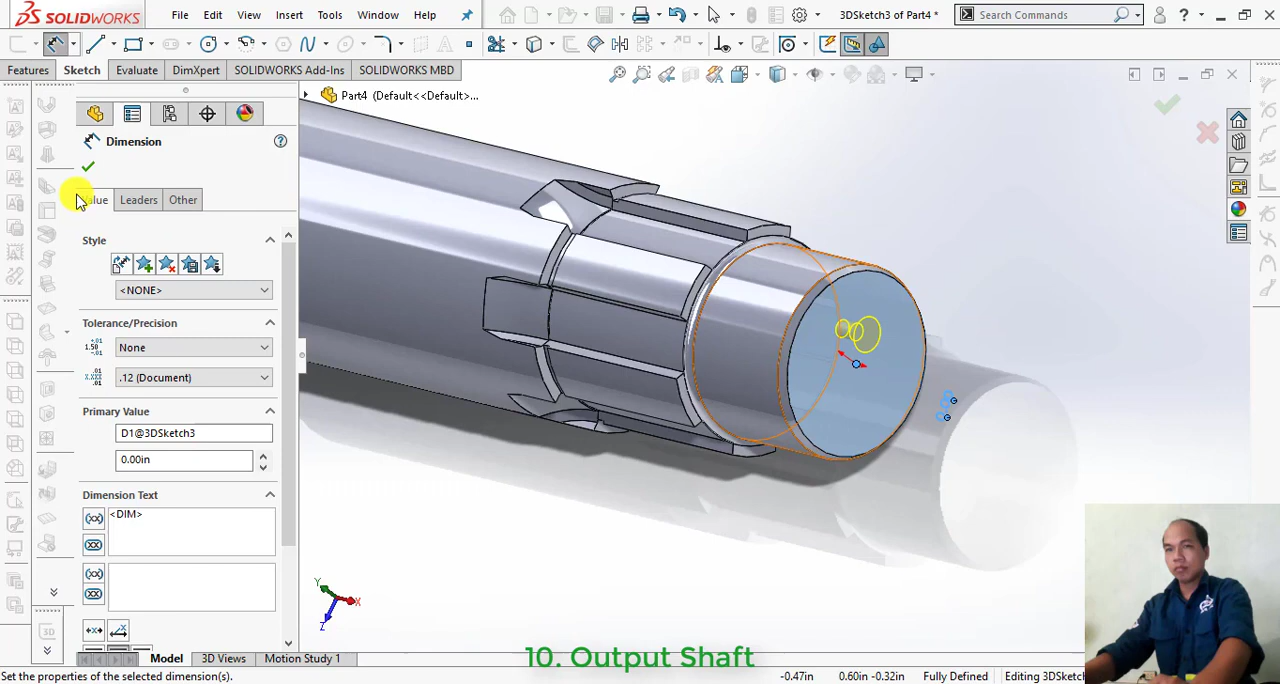 SOLIDWORKS File Edit View Insert Tools Window Help 3DSketch3 of Part4 * Search Commands ?
Features Sketch Evaluate DimXpert SOLIDWORKS Add-Ins SOLIDWORKS MBD
Part4 (Default<<Default>...
Dimension
Value Leaders Other
Style
<NONE>
Tolerance/Precision
None
.12 (Document)
Primary Value
D1@3DSketch3
0.00in
Dimension Text
<DIM>
Y
X
Z
10. Output Shaft
Model 3D Views Motion Study 1
Set the properties of the selected dimension(s). -0.47in 0.60in -0.32in Fully Defined Editing 3DSketch